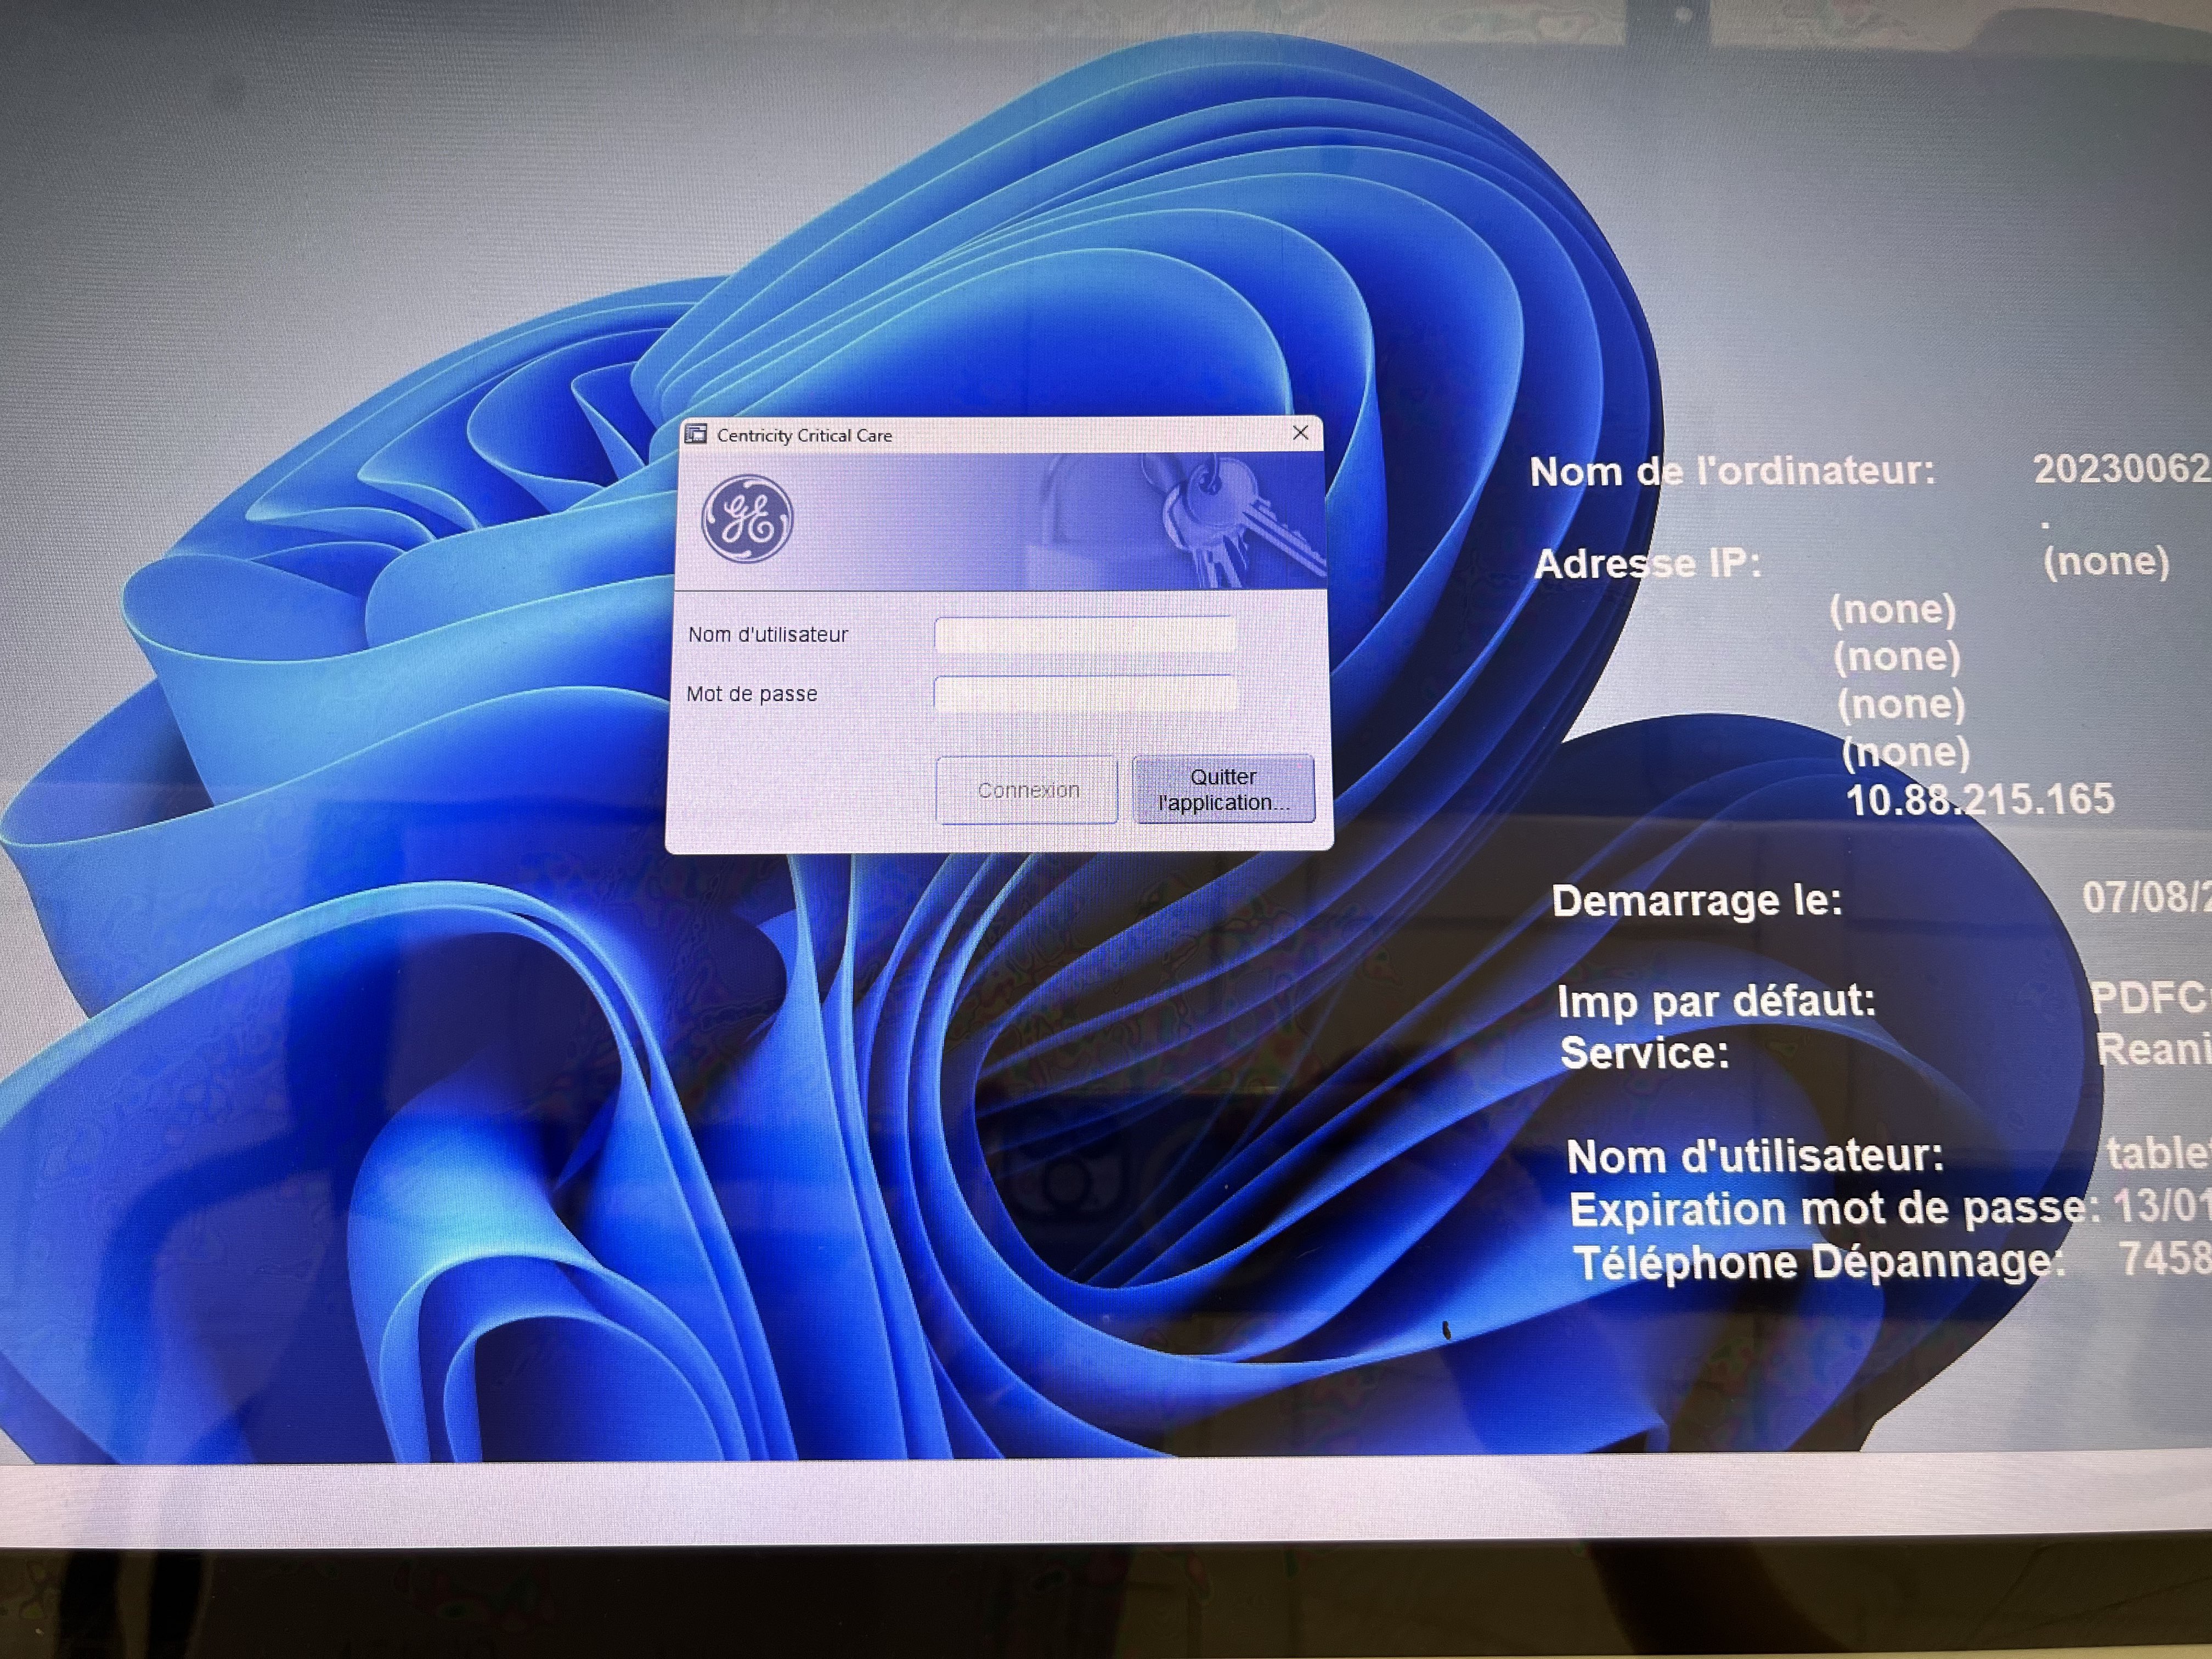 Centricity Critical Care
GE
Nom d'utilisateur
Mot de passe
Connexion
Quitter
l'application...
Nom de l'ordinateur: 20230062
.
Adresse IP: (none)
(none)
(none)
(none)
(none)
10.88.215.165
Demarrage le: 07/08/2
Imp par défaut: PDFC
Service: Reani
Nom d'utilisateur: table
Expiration mot de passe: 13/01
Téléphone Dépannage: 7458